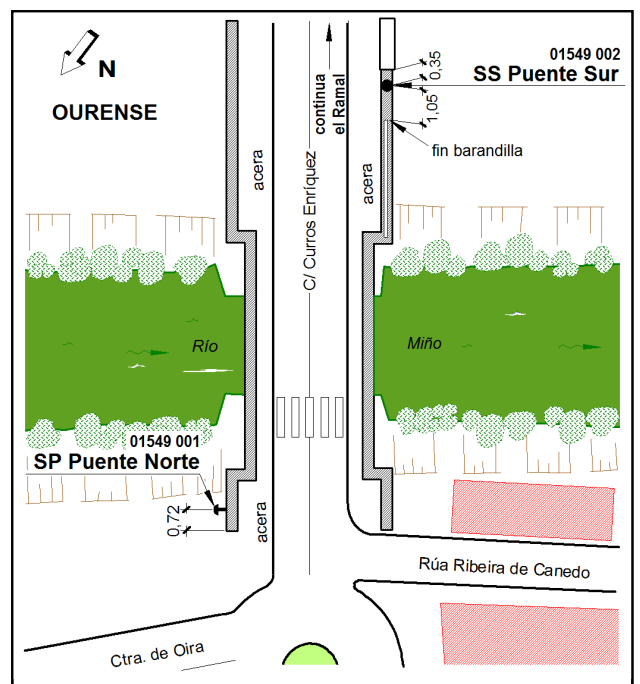 N
OURENSE
01549 002
SS Puente Sur
0,35
1,05
fin barandilla
continua
el Ramal
acera
acera
C/ Curros Enríquez
Río
Miño
01549 001
SP Puente Norte
0,72
acera
Rúa Ribeira de Canedo
Ctra. de Oira